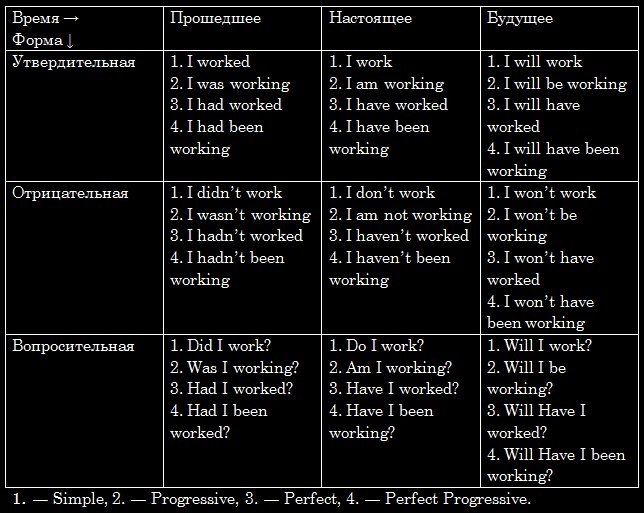 Время → Прошедшее Настоящее Будущее
Форма ↓
Утвердительная 1. I worked 1. I work 1. I will work
2. I was working 2. I am working 2. I will be working
3. I had worked 3. I have worked 3. I will have
4. I had been 4. I have been worked
working working 4. I will have been
working
Отрицательная 1. I didn't work 1. I don't work 1. I won't work
2. I wasn't working 2. I am not working 2. I won't be
3. I hadn't worked 3. I haven't worked working
4. I hadn't been 4. I haven't been 3. I won't have
working working worked
4. I won't have
been working
Вопросительная 1. Did I work? 1. Do I work? 1. Will I work?
2. Was I working? 2. Am I working? 2. Will I be
3. Had I worked? 3. Have I worked? working?
4. Had I been 4. Have I been 3. Will Have I
worked? working? worked?
4. Will Have I been
working?
1. — Simple, 2. — Progressive, 3. — Perfect, 4. — Perfect Progressive.